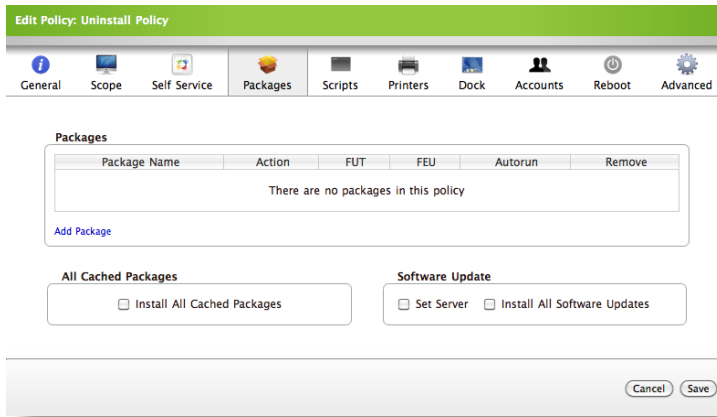 Edit Policy: Uninstall Policy
General Scope Self Service Packages Scripts Printers Dock Accounts Reboot Advanced
Packages
Package Name Action FUT FEU Autorun Remove
There are no packages in this policy
Add Package
All Cached Packages Software Update
Install All Cached Packages Set Server Install All Software Updates
Cancel Save